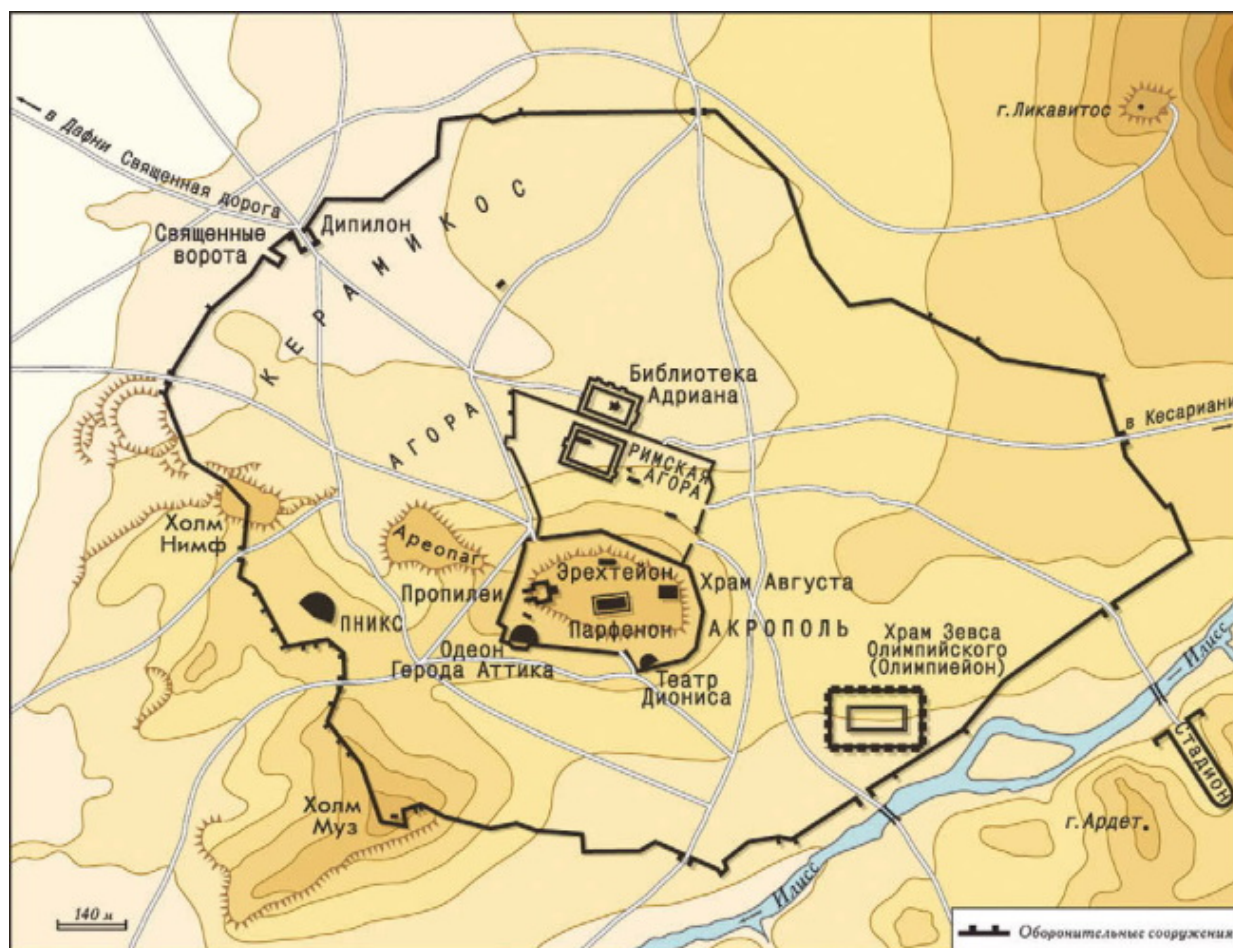 г.Ликавитос
в Дафни Священная дорога
Дипилон
Священные
ворота
КЕРАМИКОС
Библиотека
Адриана
в Кесариани
АГОРА
РИМСКАЯ
АГОРА
Холм
Нимф
Ареопаг
Эрехтейон
Храм Августа
Пропилеи
ПНИКС
Парфенон
АКРОПОЛЬ
Одеон
Герода Аттика
Театр
Диониса
Храм Зевса
Олимпийского
(Олимпиейон)
Илисс
Стадион
Холм
Муз
г.Ардет
Илисс
140 м
Оборонительные сооружения